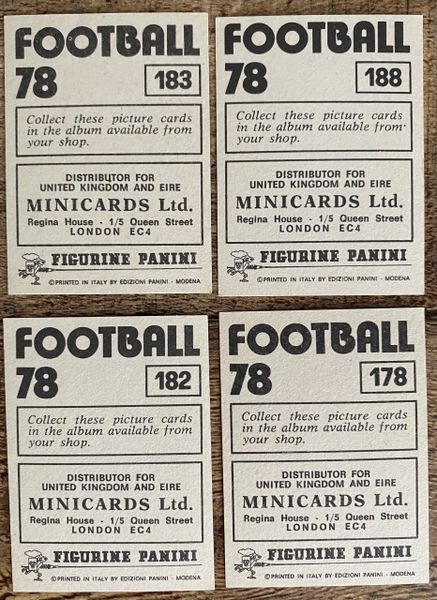 FOOTBALL
78 183
Collect these picture cards
in the album available from
your shop.
DISTRIBUTOR FOR
UNITED KINGDOM AND EIRE
MINICARDS Ltd.
Regina House - 1/5 Queen Street
LONDON EC4
FIGURINE PANINI
©PRINTED IN ITALY BY EDIZIONI PANINI - MODENA
FOOTBALL
78 188
Collect these picture cards
in the album available from
your shop.
DISTRIBUTOR FOR
UNITED KINGDOM AND EIRE
MINICARDS Ltd.
Regina House - 1/5 Queen Street
LONDON EC4
FIGURINE PANINI
©PRINTED IN ITALY BY EDIZIONI PANINI - MODENA
FOOTBALL
78 182
Collect these picture cards
in the album available from
your shop.
DISTRIBUTOR FOR
UNITED KINGDOM AND EIRE
MINICARDS Ltd.
Regina House - 1/5 Queen Street
LONDON EC4
FIGURINE PANINI
©PRINTED IN ITALY BY EDIZIONI PANINI - MODENA
FOOTBALL
78 178
Collect these picture cards
in the album available from
your shop.
DISTRIBUTOR FOR
UNITED KINGDOM AND EIRE
MINICARDS Ltd.
Regina House - 1/5 Queen Street
LONDON EC4
FIGURINE PANINI
©PRINTED IN ITALY BY EDIZIONI PANINI - MODENA